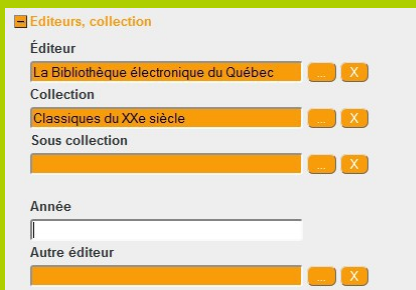 Editeurs, collection
Éditeur
La Bibliothèque électronique du Québec ... X
Collection
Classiques du XXe siècle ... X
Sous collection
... X
Année
Autre éditeur
... X